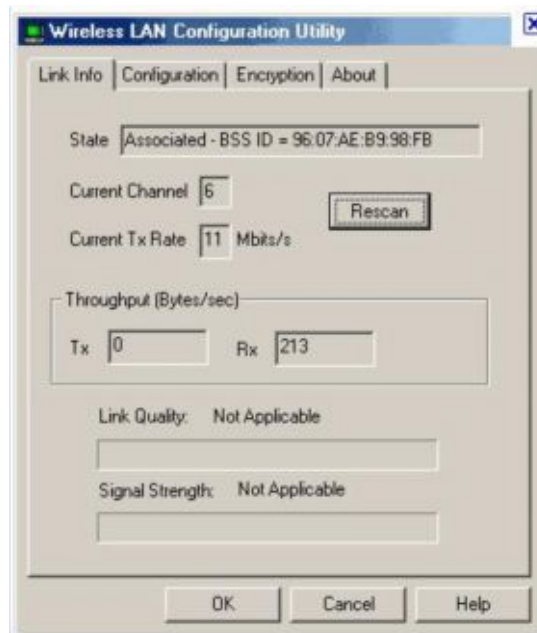 Wireless LAN Configuration Utility
Link Info Configuration Encryption About
State Associated - BSS ID = 96:07:AE:B9:98:FB
Current Channel 6
Rescan
Current Tx Rate 11 Mbits/s
Throughput (Bytes/sec)
Tx 0 Rx 213
Link Quality: Not Applicable
Signal Strength: Not Applicable
OK Cancel Help